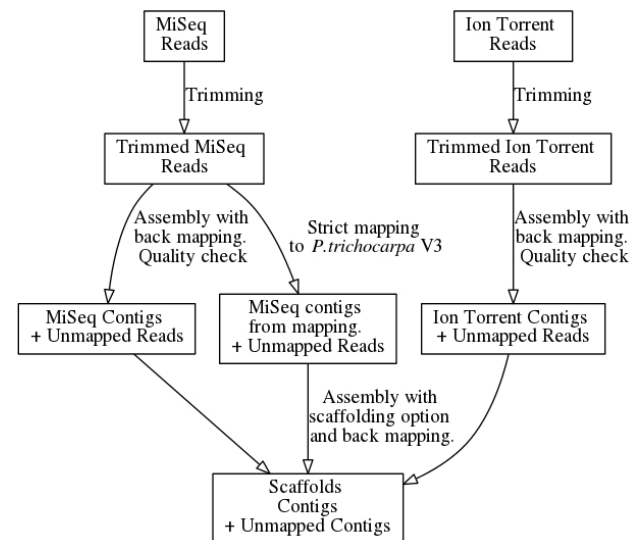 MiSeq
Reads
Ion Torrent
Reads
Trimming
Trimming
Trimmed MiSeq
Reads
Trimmed Ion Torrent
Reads
Assembly with
back mapping.
Quality check
Strict mapping
to P.trichocarpa V3
Assembly with
back mapping.
Quality check
MiSeq Contigs
+ Unmapped Reads
MiSeq contigs
from mapping.
+ Unmapped Reads
Ion Torrent Contigs
+ Unmapped Reads
Assembly with
scaffolding option
and back mapping.
Scaffolds
Contigs
+ Unmapped Contigs